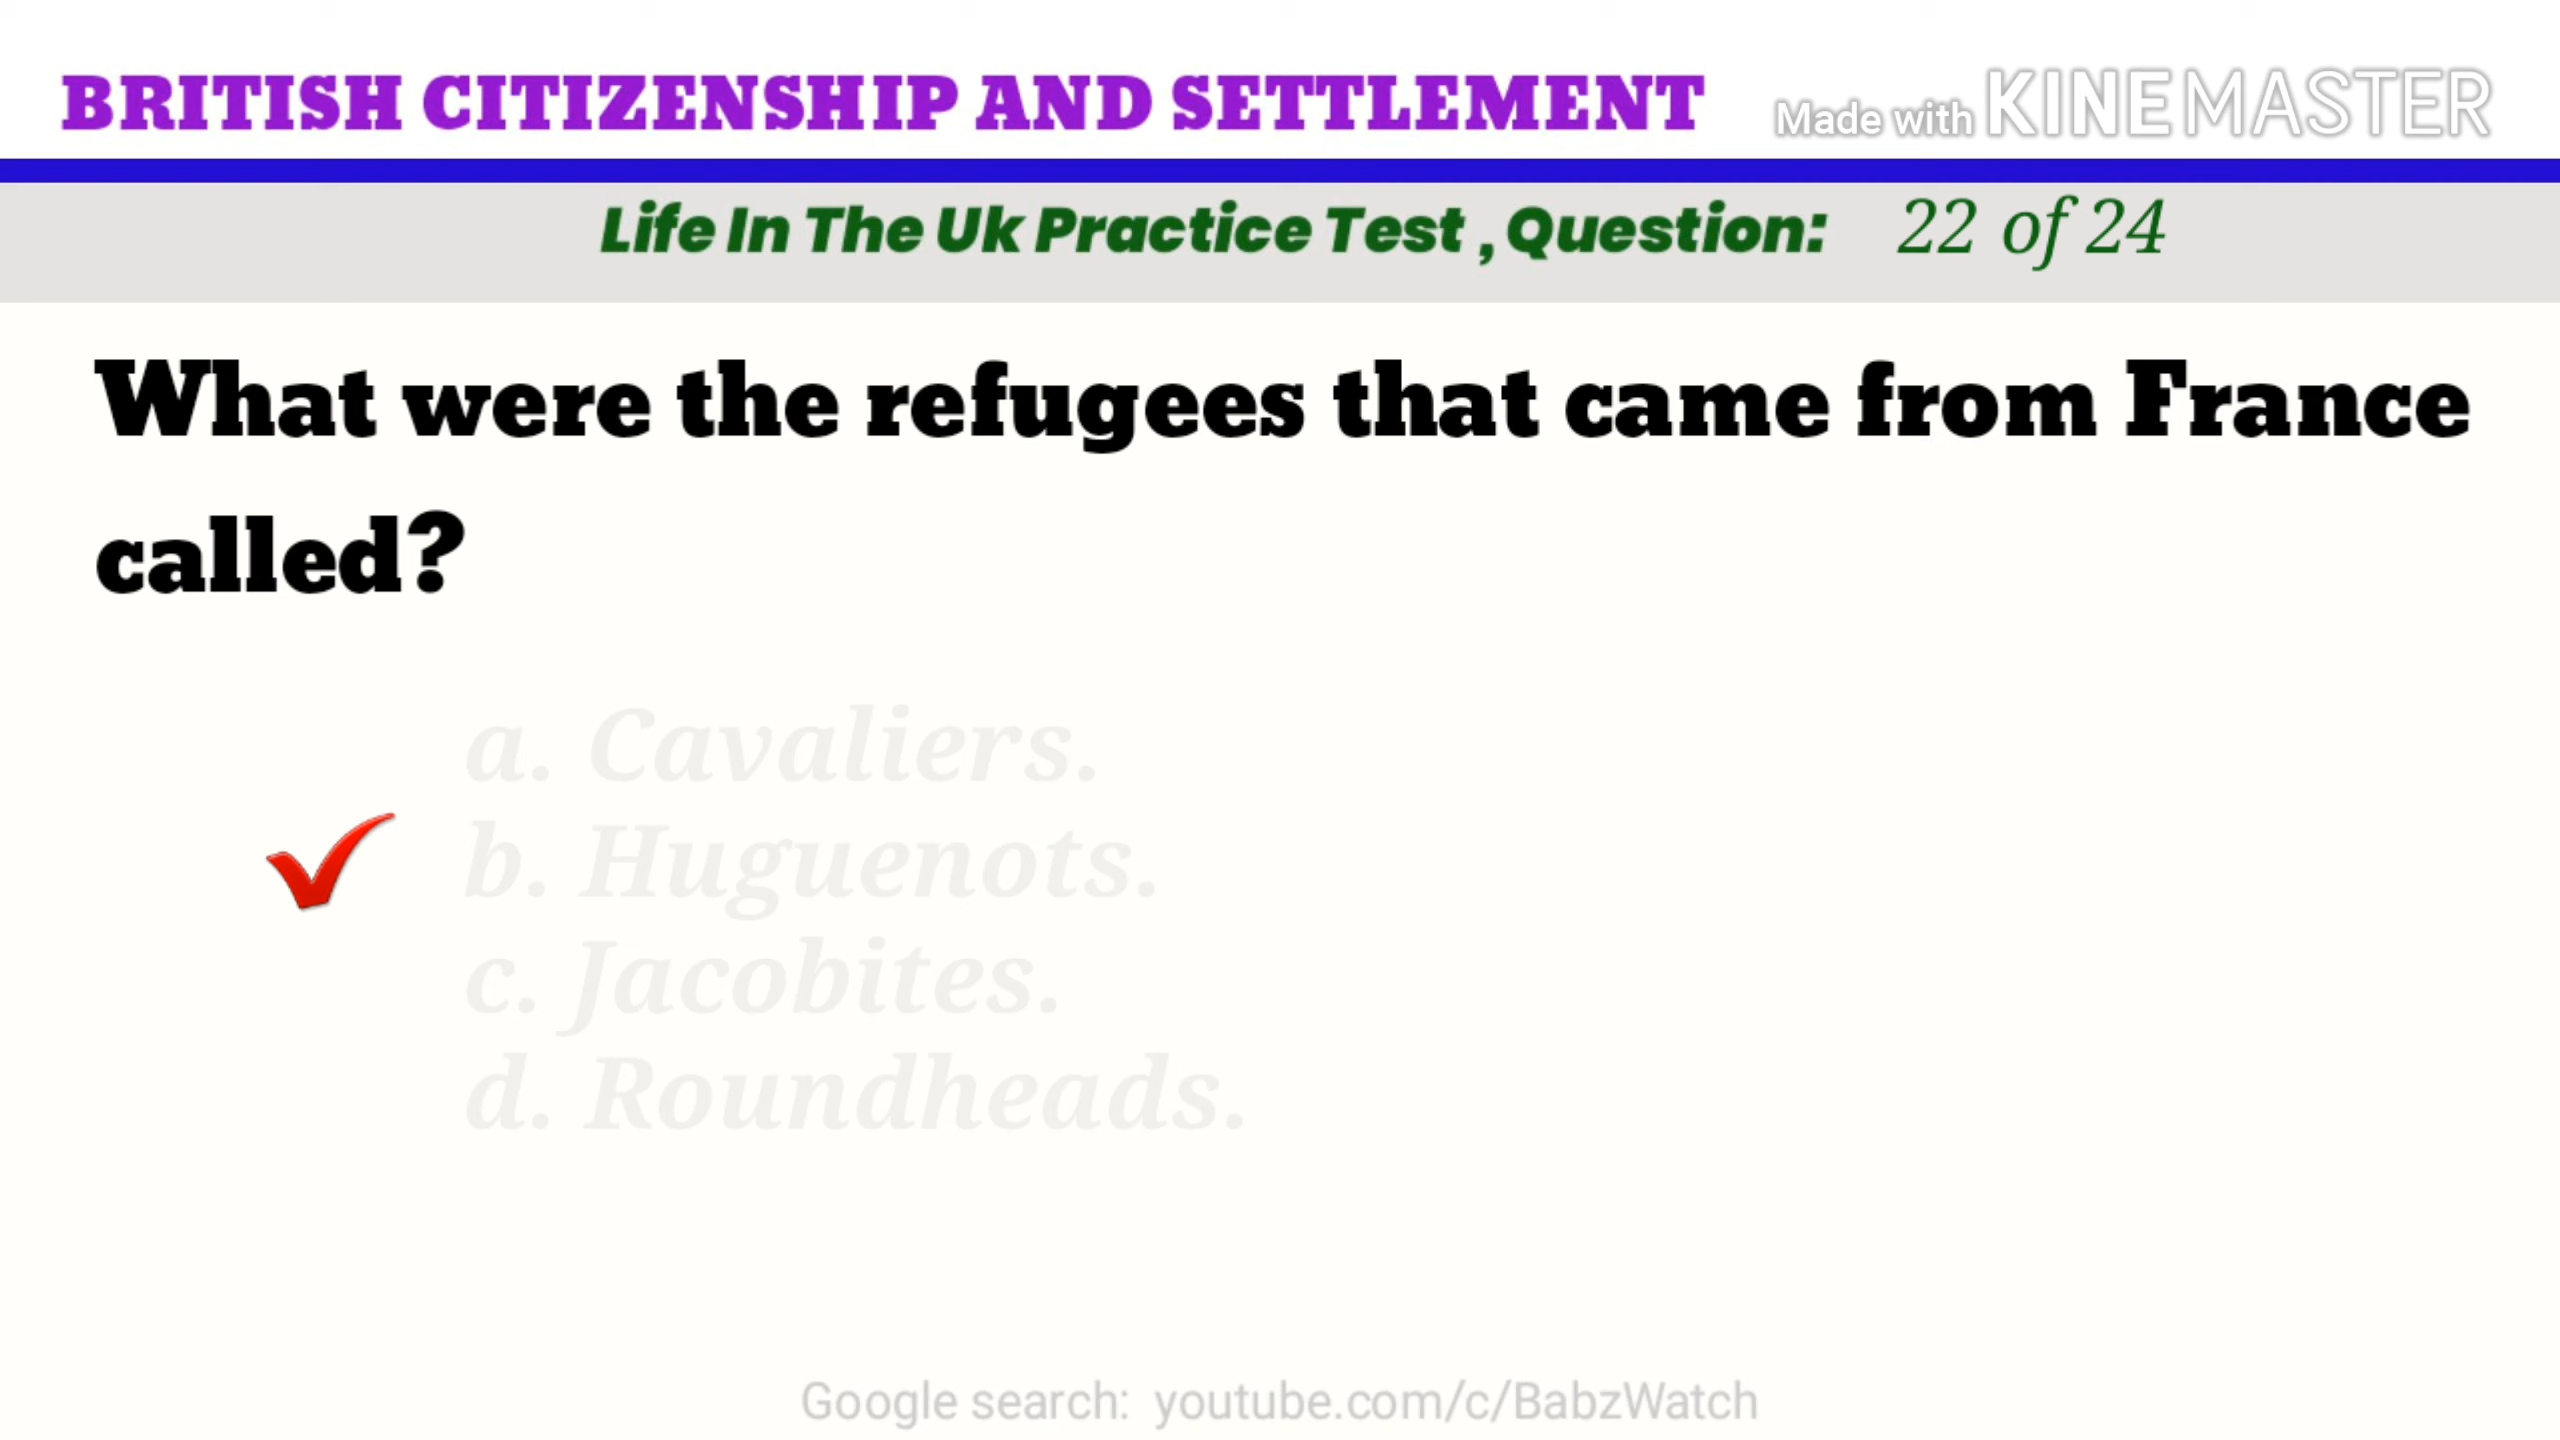 BRITISH CITIZENSHIP AND SETTLEMENT
Made with KINEMASTER
Life In The Uk Practice Test , Question: 22 of 24
What were the refugees that came from France
called?
a. Cavaliers.
b. Huguenots.
c. Jacobites.
d. Roundheads.
Google search: youtube.com/c/BabzWatch